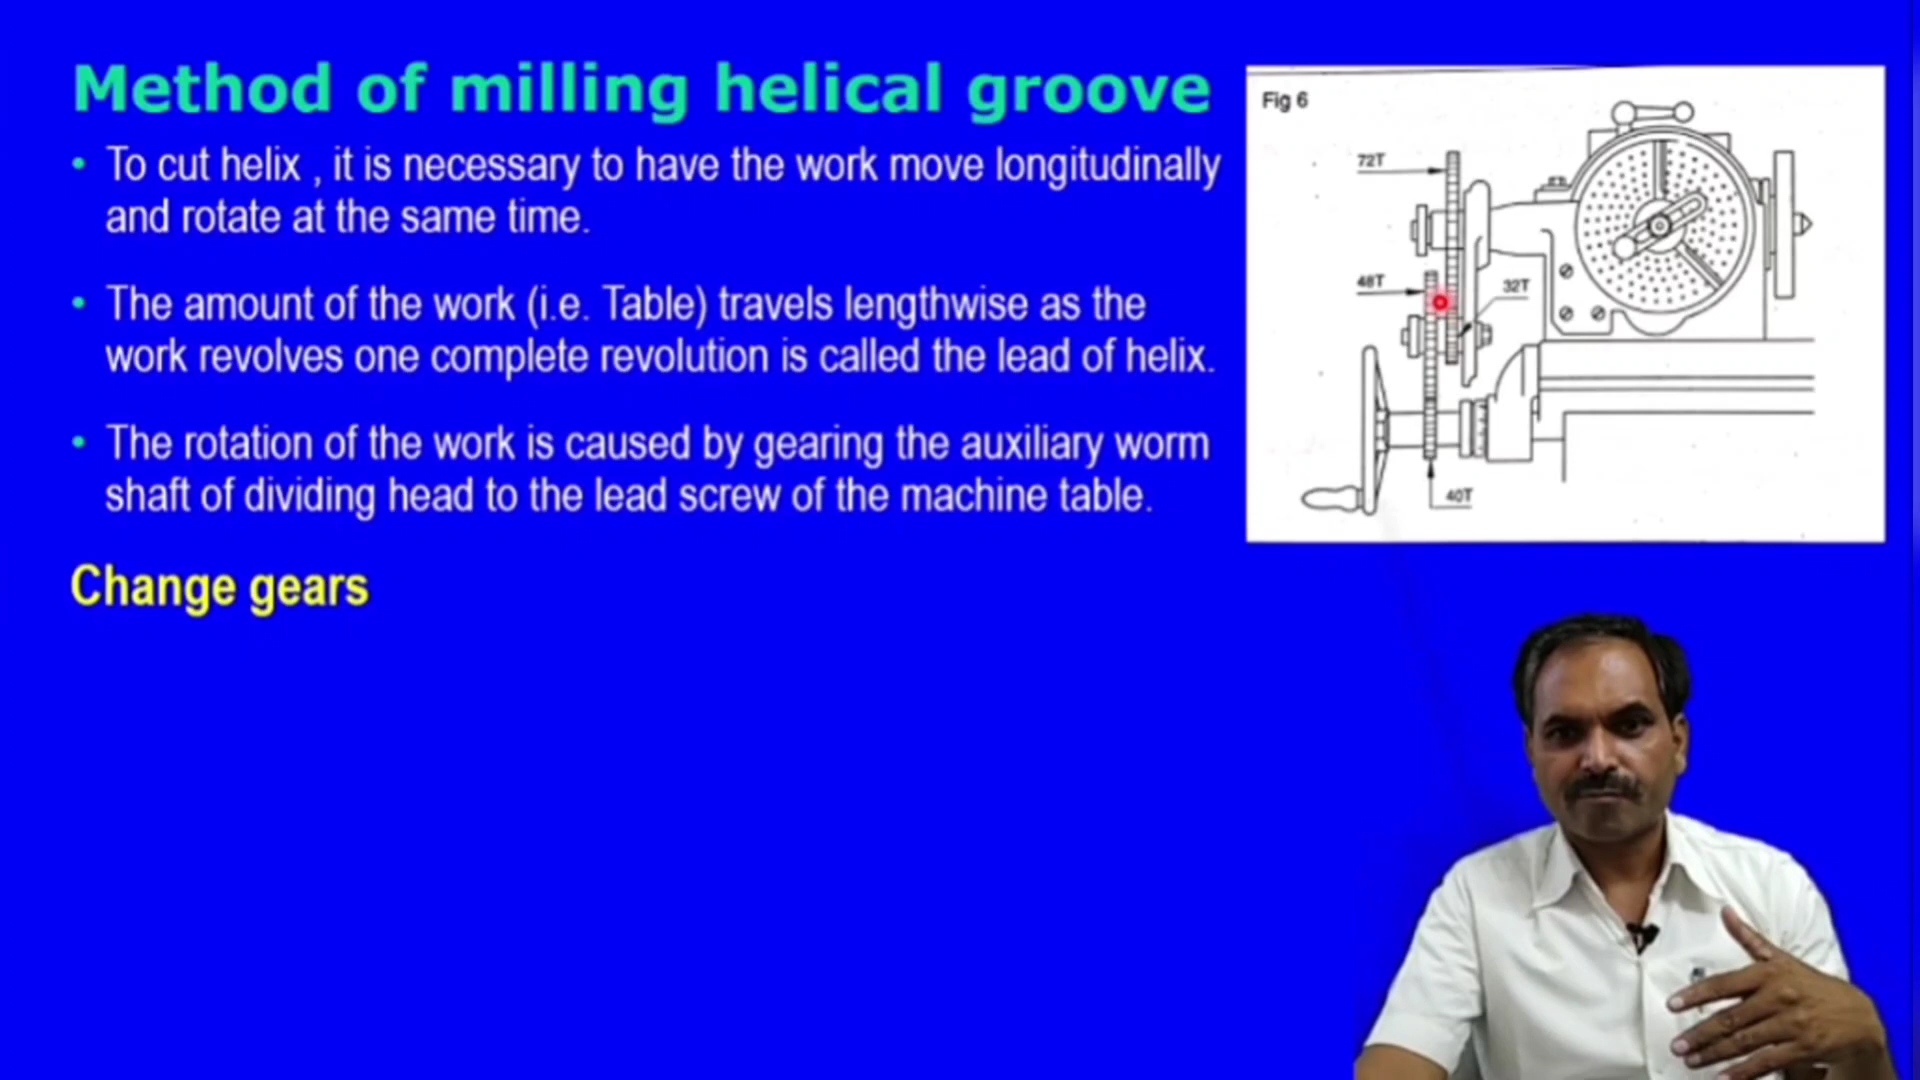 Method of milling helical groove
• To cut helix , it is necessary to have the work move longitudinally
and rotate at the same time.
• The amount of the work (i.e. Table) travels lengthwise as the
work revolves one complete revolution is called the lead of helix.
• The rotation of the work is caused by gearing the auxiliary worm
shaft of dividing head to the lead screw of the machine table.
Change gears
Fig 6
72T
48T
32T
40T